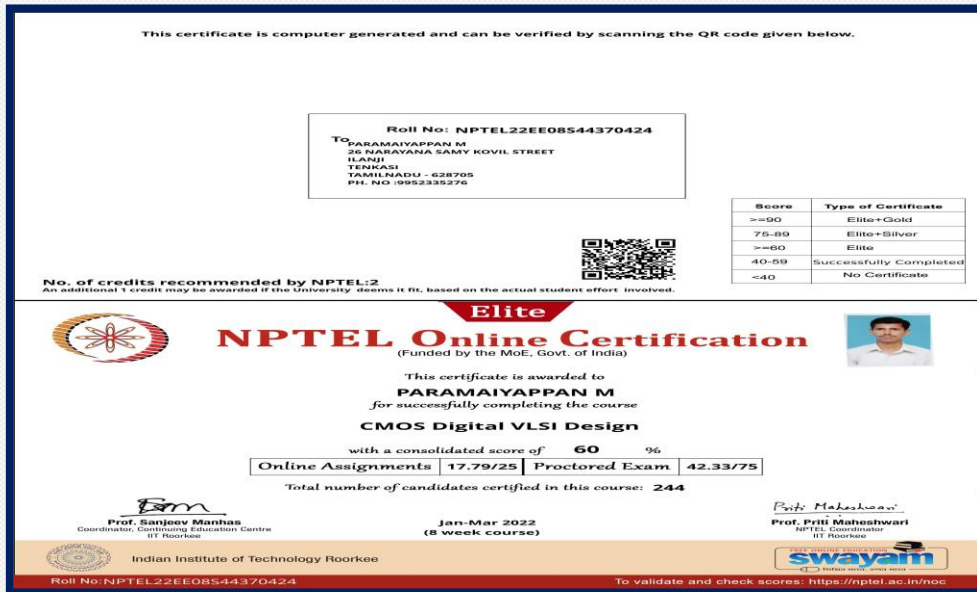 This certificate is computer generated and can be verified by scanning the QR code given below.
Roll No: NPTEL22EE08S44370424
To
PARAMAIYAPPAN M
26 NARAYANA SAMY KOVIL STREET
ILANJI
TENKASI
TAMILNADU - 628705
PH. NO :9952335276
Score Type of Certificate
>=90 Elite+Gold
75-89 Elite+Silver
>=60 Elite
40-59 Successfully Completed
<40 No Certificate
No. of credits recommended by NPTEL:2
An additional 1 credit may be awarded if the University deems it fit, based on the actual student effort involved.
Elite
NPTEL Online Certification
(Funded by the MoE, Govt. of India)
This certificate is awarded to
PARAMAIYAPPAN M
for successfully completing the course
CMOS Digital VLSI Design
with a consolidated score of 60 %
Online Assignments 17.79/25 Proctored Exam 42.33/75
Total number of candidates certified in this course: 244
Priti Maheshwari
Prof. Sanjeev Manhas
Coordinator, Continuing Education Centre
IIT Roorkee
Jan-Mar 2022
(8 week course)
Prof. Priti Maheshwari
NPTEL Coordinator
IIT Roorkee
Indian Institute of Technology Roorkee
FREE ONLINE EDUCATION
swayam
Roll No:NPTEL22EE08S44370424 To validate and check scores: https://nptel.ac.in/noc